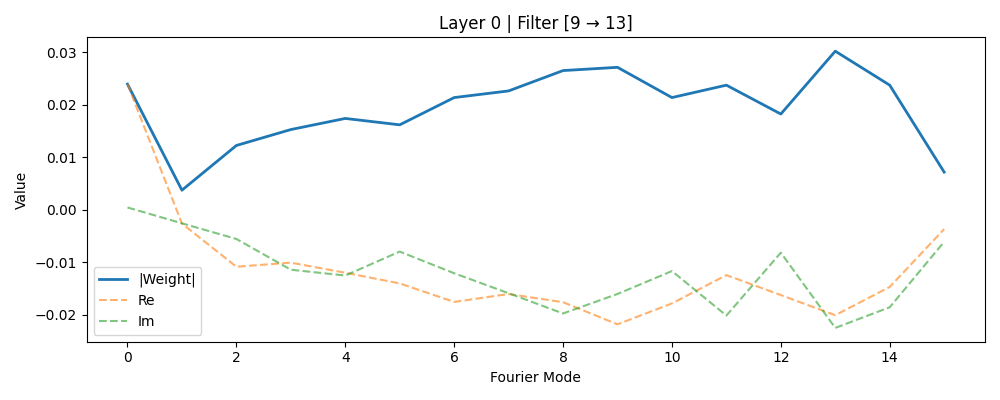 Layer 0 | Filter [9 → 13]
Value
0.03
0.02
0.01
0.00
−0.01
−0.02
|Weight|
Re
Im
0 2 4 6 8 10 12 14
Fourier Mode